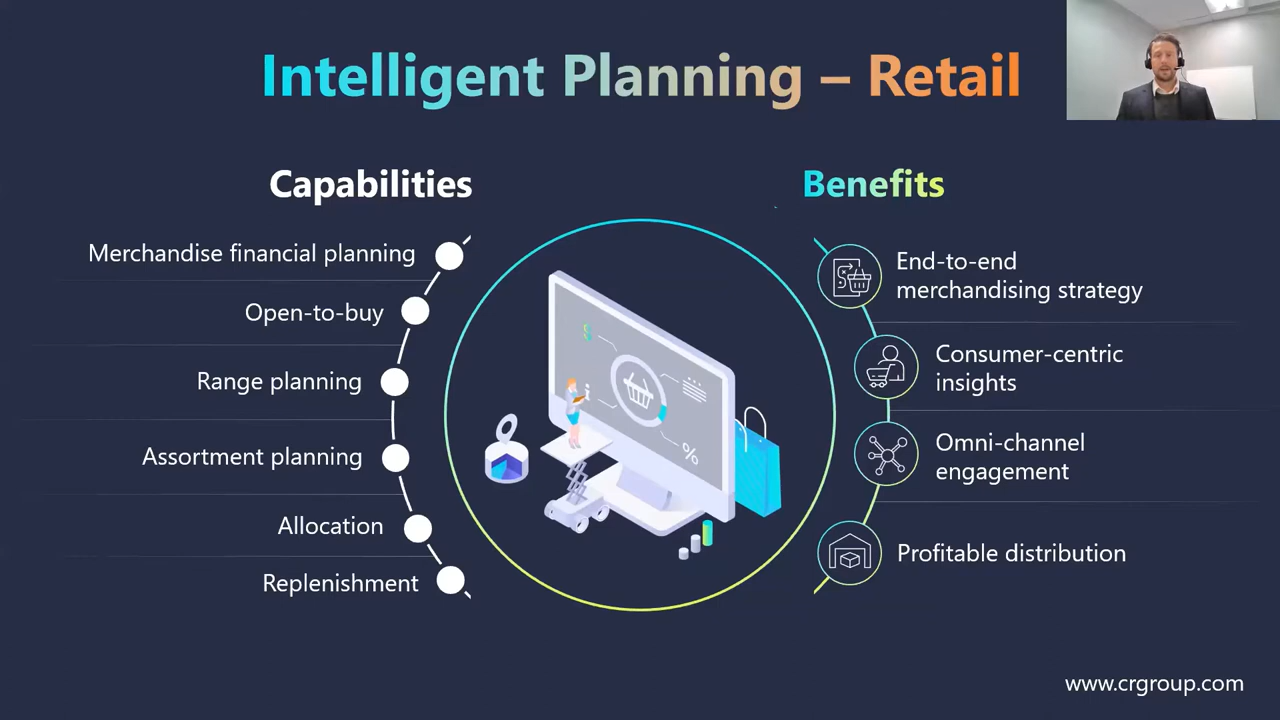 Intelligent Planning – Retail
Capabilities
Merchandise financial planning
Open-to-buy
Range planning
Assortment planning
Allocation
Replenishment
Benefits
End-to-end
merchandising strategy
Consumer-centric
insights
Omni-channel
engagement
Profitable distribution
%
www.crgroup.com